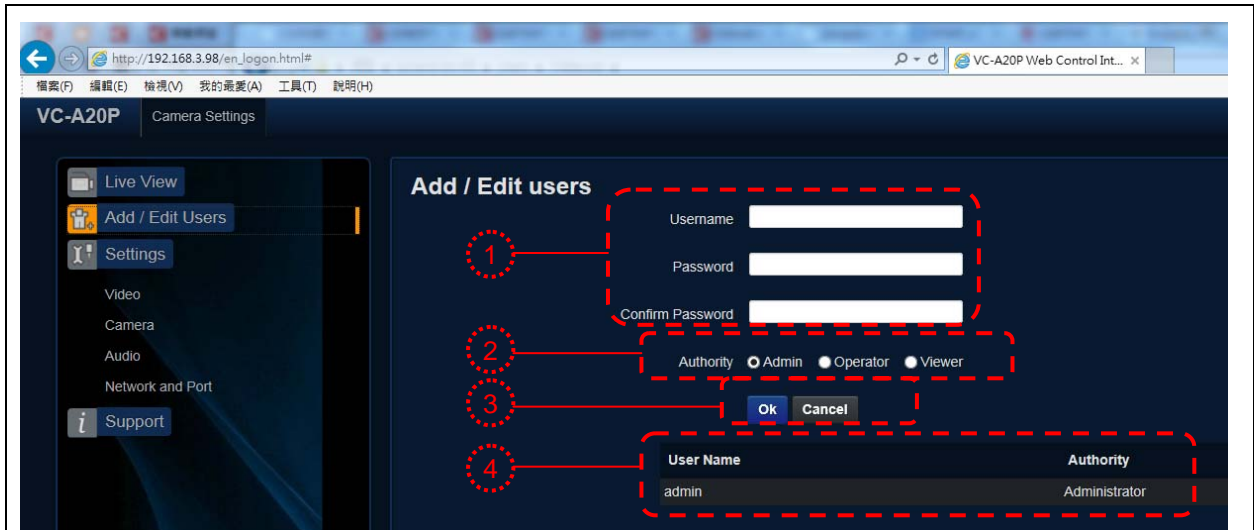 http://192.168.3.98/en_logon.html#
VC-A20P Web Control Int... ×
檔案(F) 編輯(E) 檢視(V) 我的最愛(A) 工具(T) 說明(H)
VC-A20P Camera Settings
Live View
Add / Edit Users
Settings
Video
Camera
Audio
Network and Port
i Support
Add / Edit users
1
Username
Password
Confirm Password
2
Authority Admin Operator Viewer
3
Ok Cancel
4
User Name Authority
admin Administrator